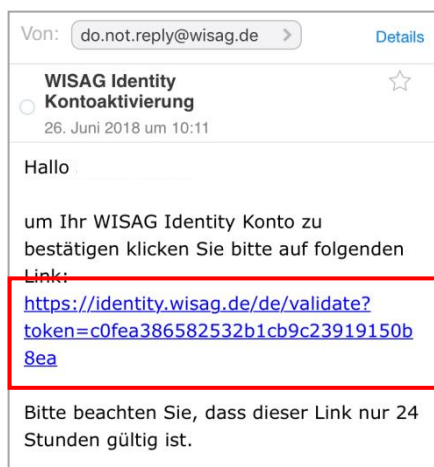 Von: do.not.reply@wisag.de > Details
WISAG Identity
Kontoaktivierung
26. Juni 2018 um 10:11
Hallo
um Ihr WISAG Identity Konto zu
bestätigen klicken Sie bitte auf folgenden
Link:
https://identity.wisag.de/de/validate?
token=c0fea386582532b1cb9c23919150b
8ea
Bitte beachten Sie, dass dieser Link nur 24
Stunden gültig ist.